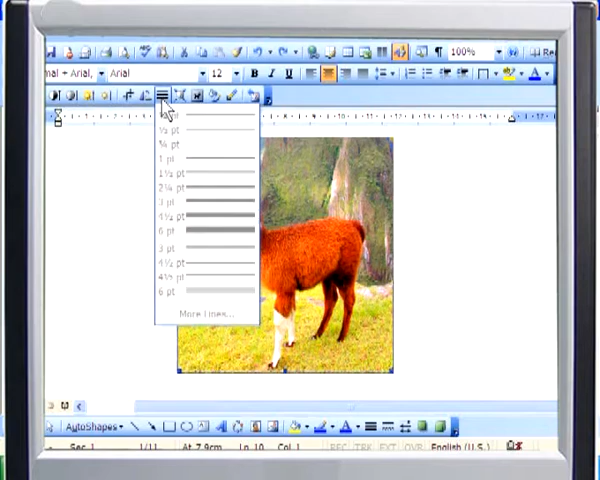 mal + Arial, Arial 12 B I U
100% Rea
¼ pt
½ pt
¾ pt
1 pt
1½ pt
2¼ pt
3 pt
4½ pt
6 pt
3 pt
4½ pt
4½ pt
6 pt
More Lines...
AutoShapes
Sec 1 1/11 At 7.9cm Ln 10 Col 1 REC TRK EXT OVR English (U.S.)